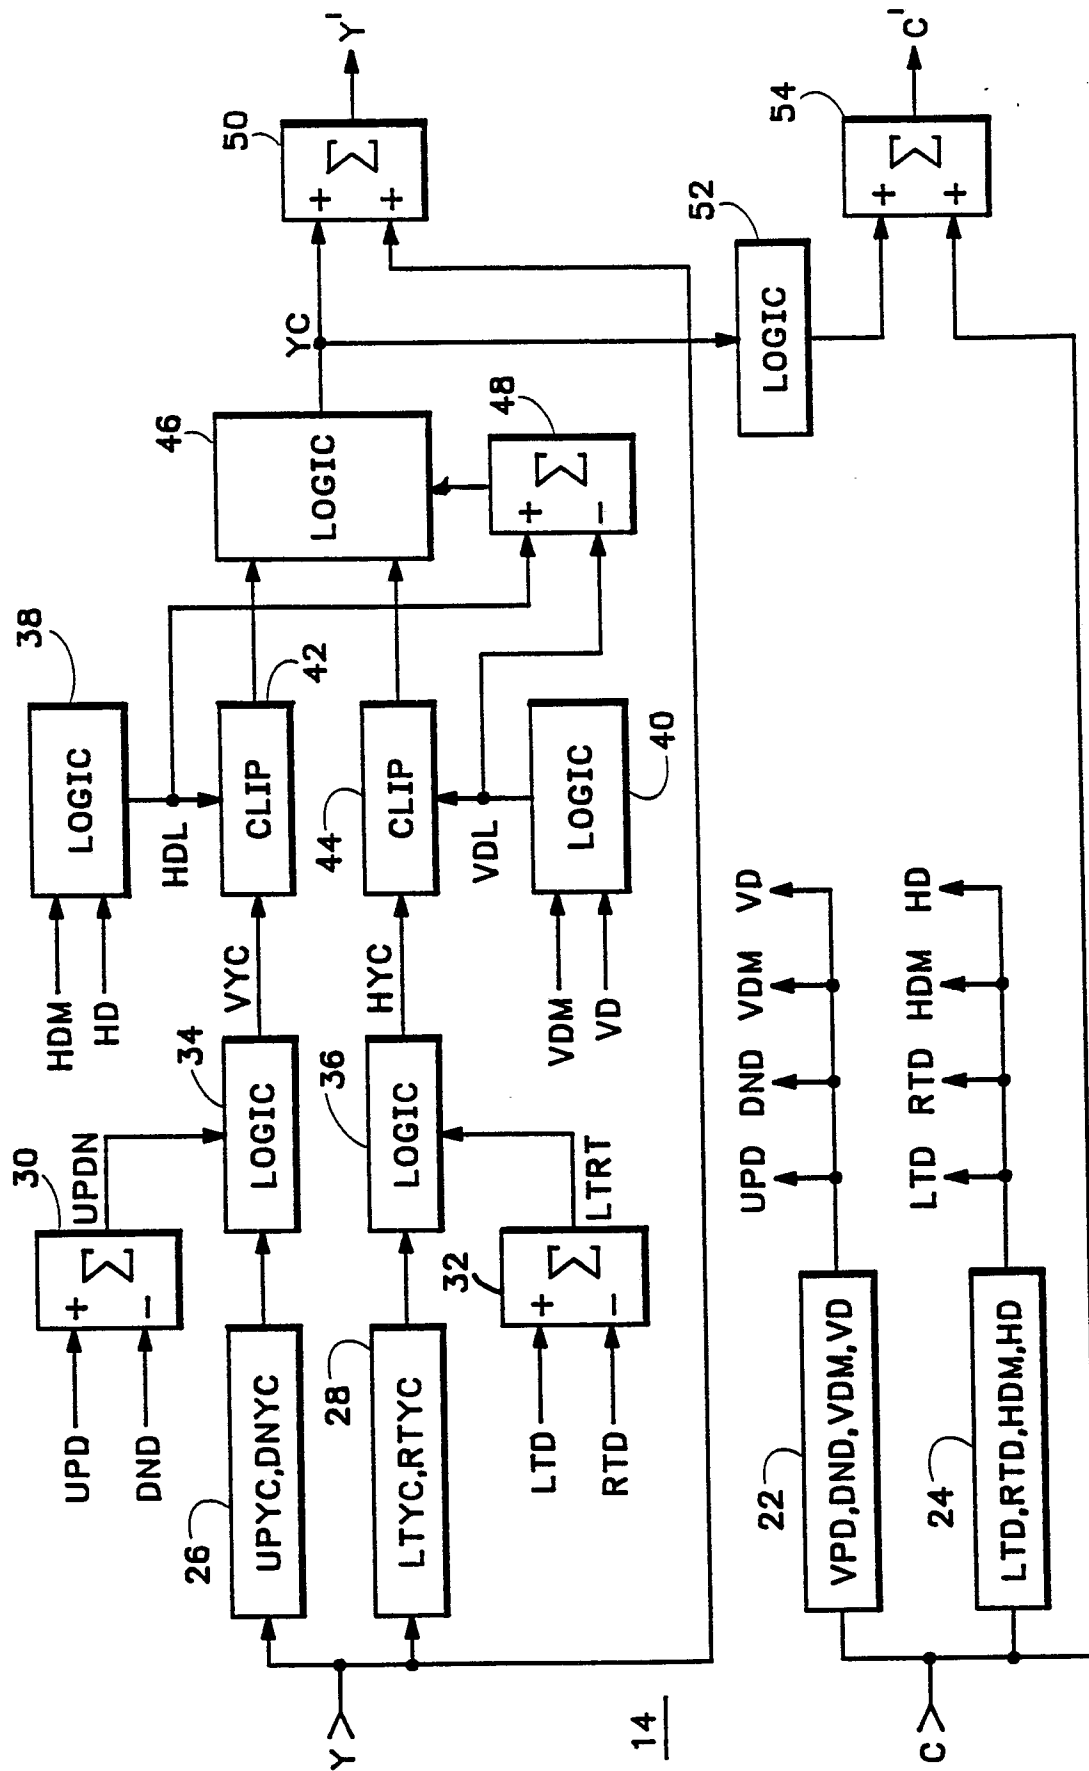 UPD
DND
+
-
Σ
30
UPDN
HDM
HD
LOGIC
38
HDL
Y
26
UPYC,DNYC
LOGIC
34
VYC
CLIP
42
LOGIC
46
YC
+
+
Σ
50
Y'
28
LTYC,RTYC
LOGIC
36
HYC
CLIP
44
VDL
LTD
RTD
+
-
Σ
32
LTRT
VDM
VD
LOGIC
40
+
-
Σ
48
14
LOGIC
52
22
VPD,DND,VDM,VD
UPD DND VDM VD
C
24
LTD,RTD,HDM,HD
LTD RTD HDM HD
+
+
Σ
54
C'